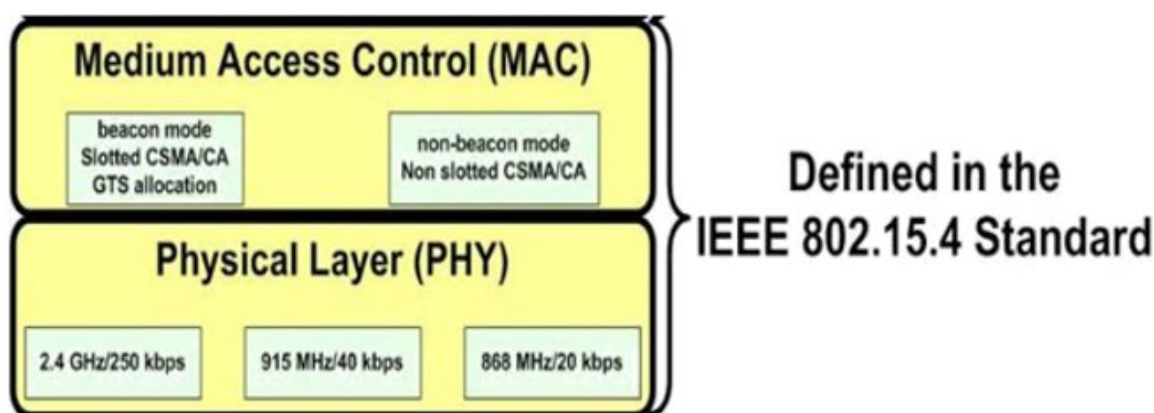 Medium Access Control (MAC)
beacon mode
Slotted CSMA/CA
GTS allocation
non-beacon mode
Non slotted CSMA/CA
Physical Layer (PHY)
2.4 GHz/250 kbps
915 MHz/40 kbps
868 MHz/20 kbps
Defined in the
IEEE 802.15.4 Standard